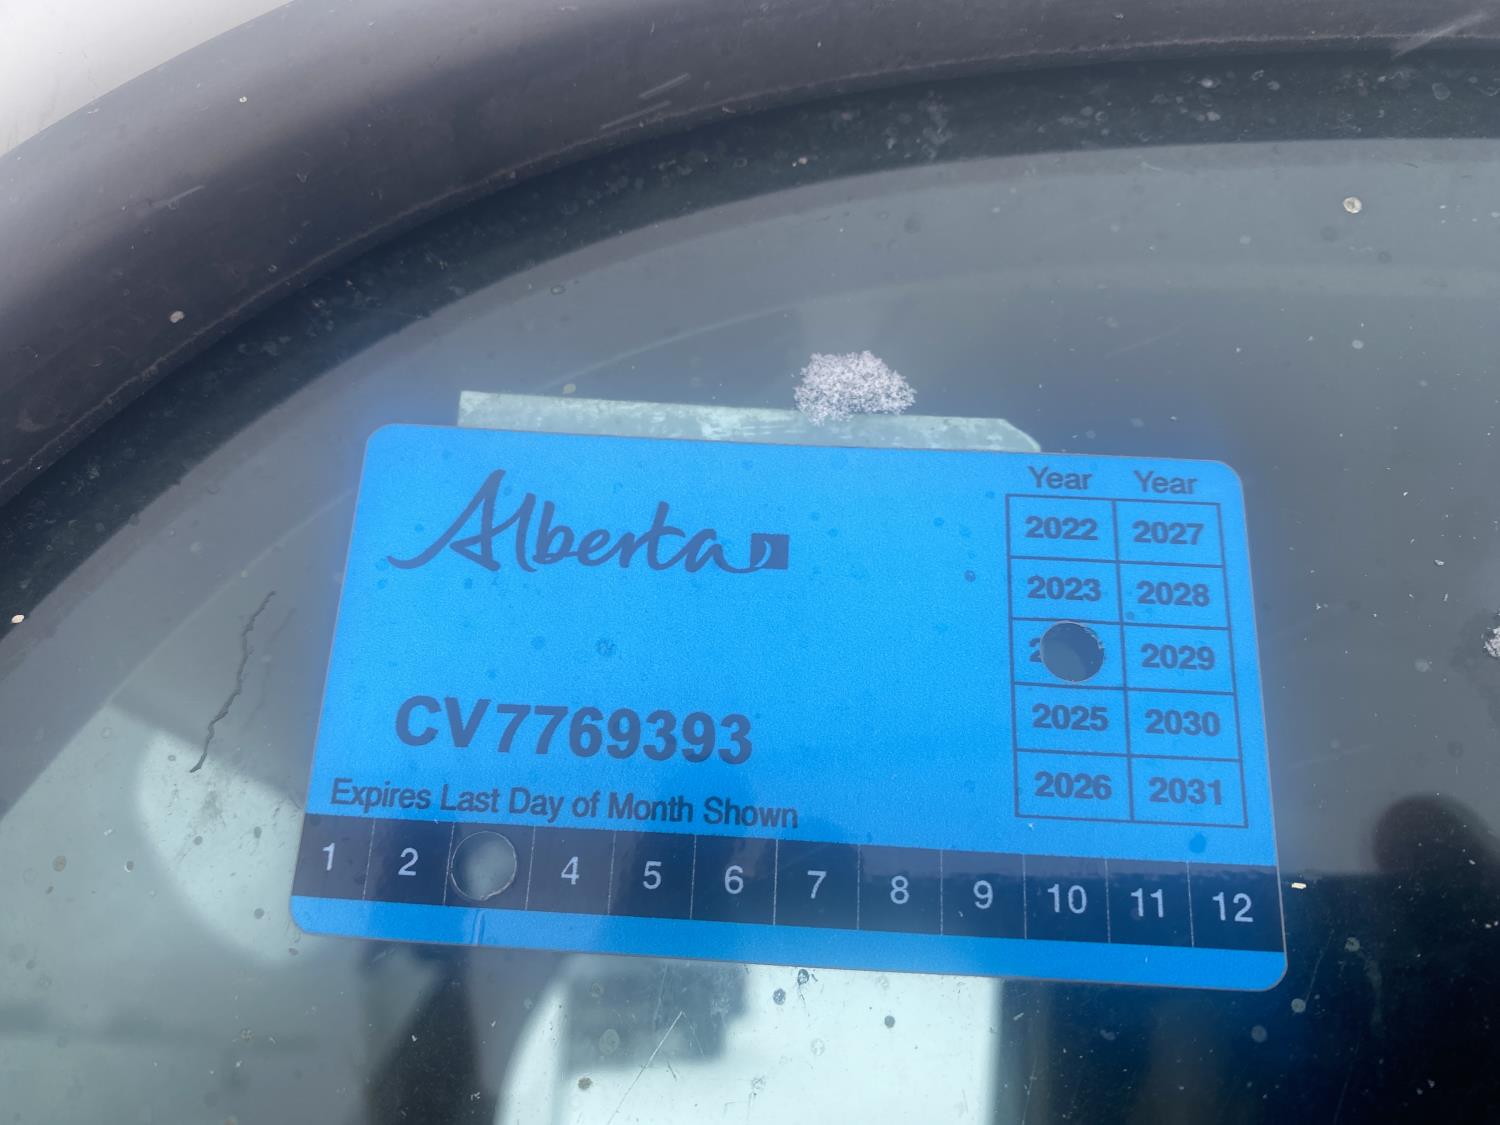 Alberta
CV7769393
Expires Last Day of Month Shown
Year Year
2022 2027
2023 2028
2029
2025 2030
2026 2031
1 2 4 5 6 7 8 9 10 11 12